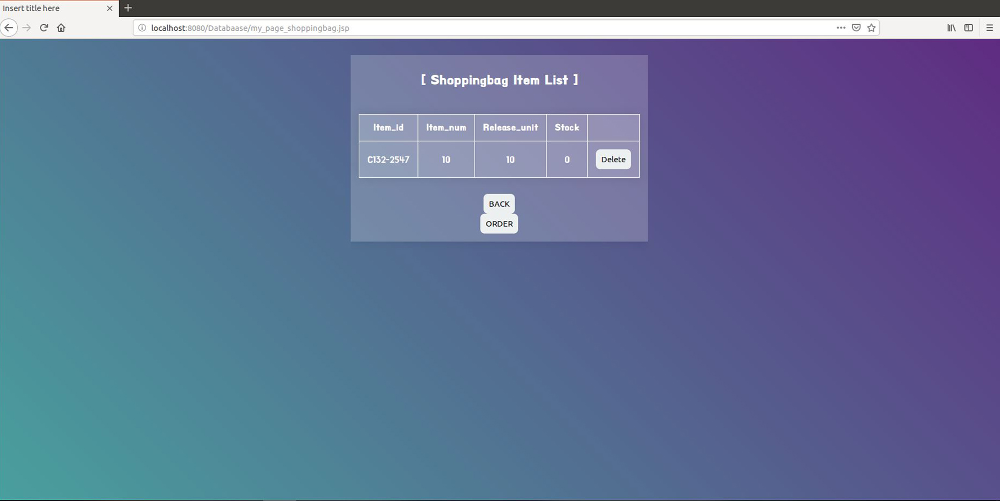 Insert title here
localhost:8080/Databaase/my_page_shoppingbag.jsp
[ Shoppingbag Item List ]
Item_id Item_num Release_unit Stock
C132-2547 10 10 0 Delete
BACK
ORDER